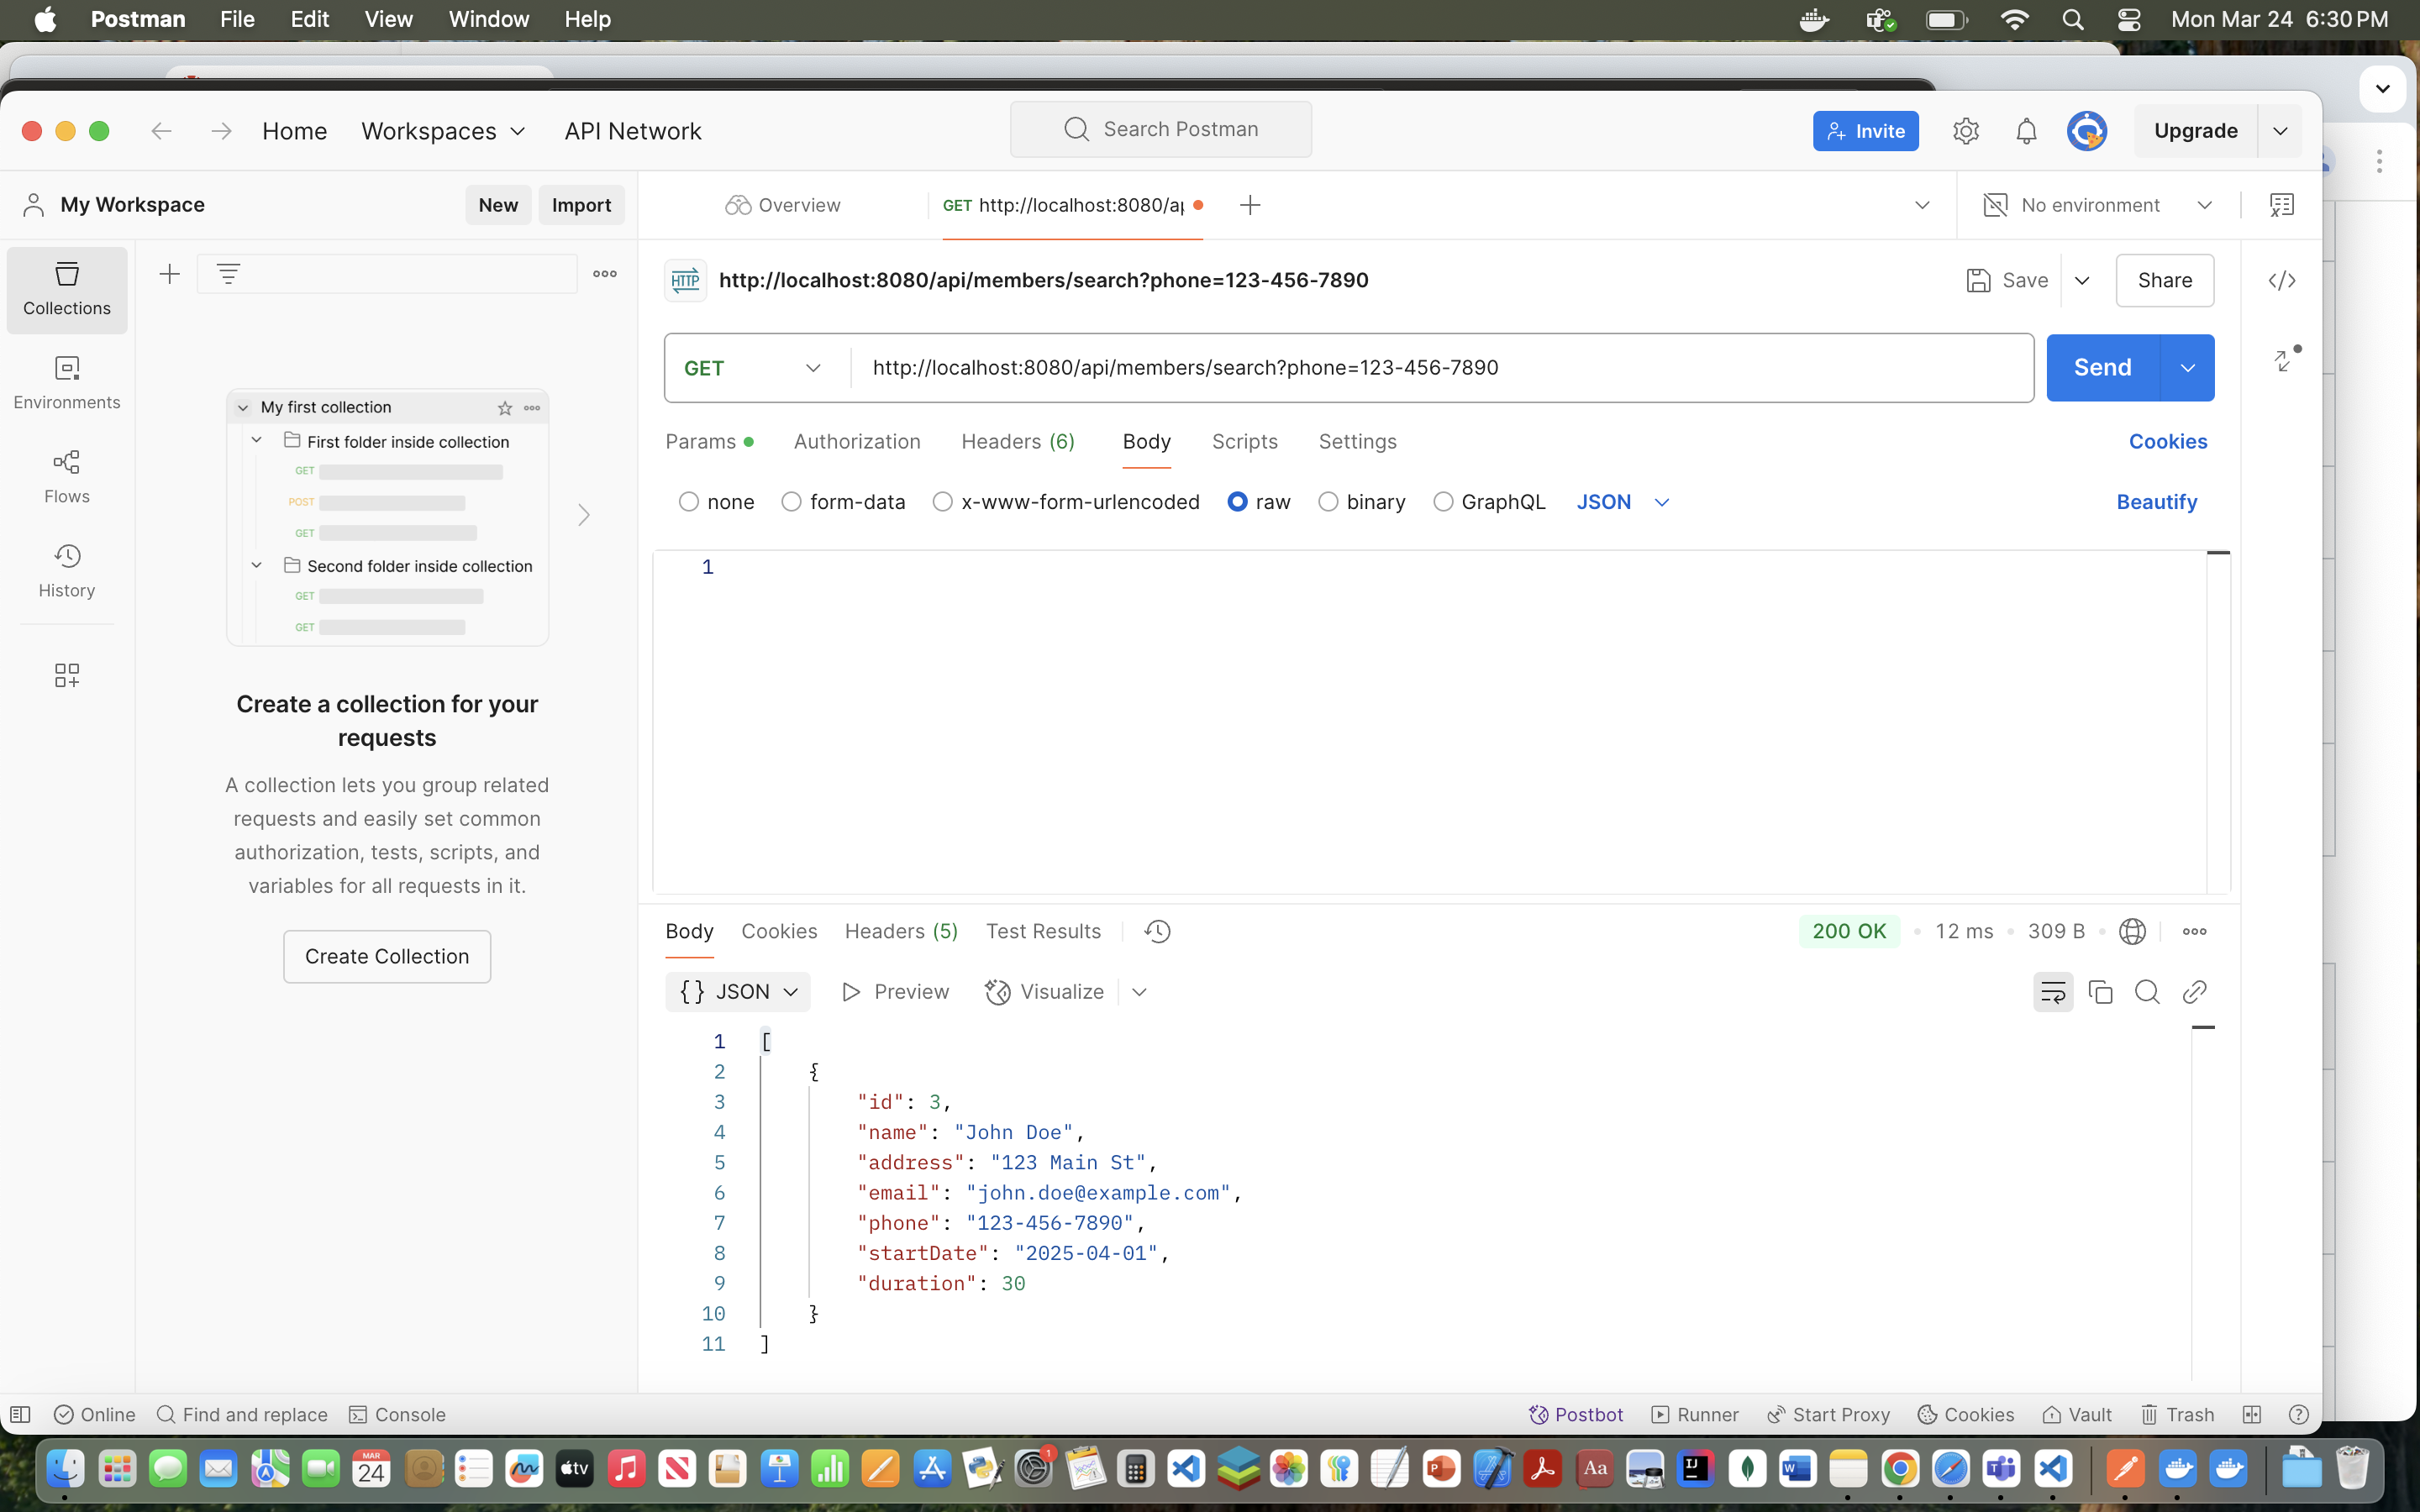 Postman File Edit View Window Help Mon Mar 24 6:30 PM
Home Workspaces API Network Search Postman Invite Upgrade
My Workspace New Import Overview GET http://localhost:8080/ap No environment
Collections
HTTP http://localhost:8080/api/members/search?phone=123-456-7890 Save Share
Environments
GET http://localhost:8080/api/members/search?phone=123-456-7890 Send
My first collection
First folder inside collection
GET
POST
GET
Second folder inside collection
GET
GET
Flows
History
Params Authorization Headers (6) Body Scripts Settings Cookies
none form-data x-www-form-urlencoded raw binary GraphQL JSON Beautify
1
Create a collection for your
requests
A collection lets you group related
requests and easily set common
authorization, tests, scripts, and
variables for all requests in it.
Create Collection
Body Cookies Headers (5) Test Results 200 OK 12 ms 309 B
{} JSON Preview Visualize
1 [
2 {
3 "id": 3,
4 "name": "John Doe",
5 "address": "123 Main St",
6 "email": "john.doe@example.com",
7 "phone": "123-456-7890",
8 "startDate": "2025-04-01",
9 "duration": 30
10 }
11 ]
Online Find and replace Console Postbot Runner Start Proxy Cookies Vault Trash
MAR
24
tv
1
P
Aa
IJ
W
T